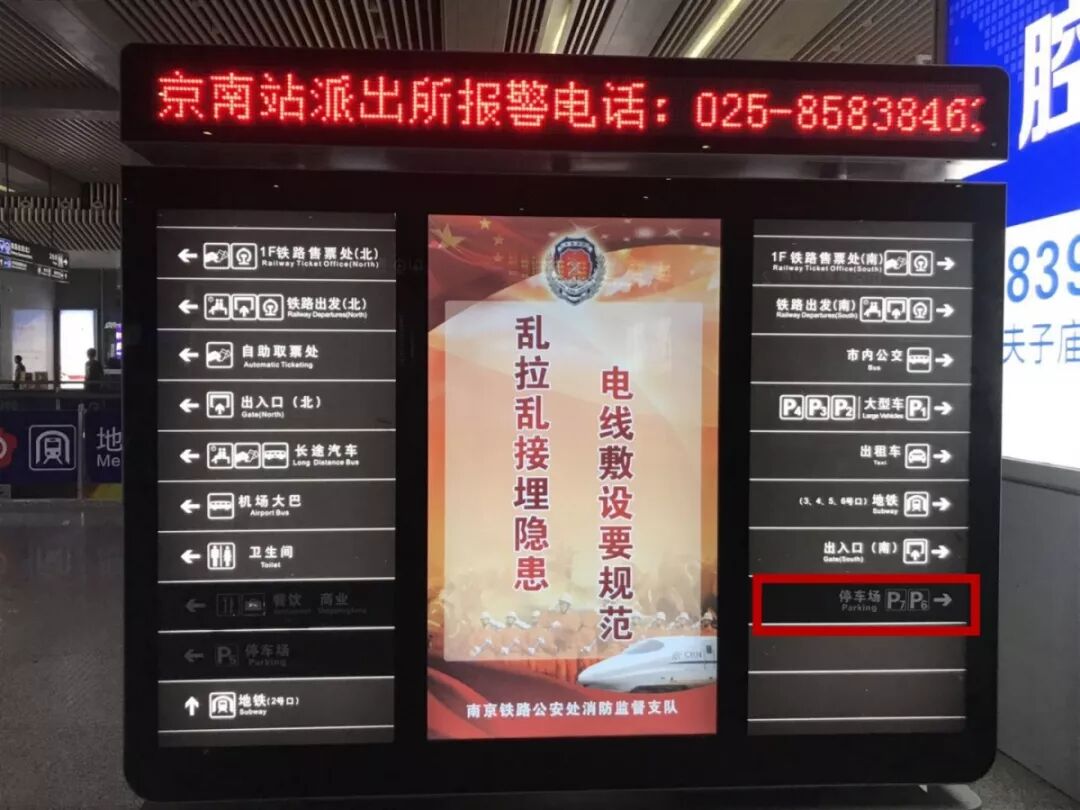 京南站派出所报警电话：025-8583846
1F铁路售票处(北)
Railway Ticket Office(North)
铁路出发(北)
Railway Departures(North)
自助取票处
Automatic Ticketing
出入口（北）
Gate(North)
长途汽车
Long Distance Bus
机场大巴
Airport Bus
卫生间
Toilet
餐饮 商业
停车场
P5
Parking
地铁(2号口)
Subway
电线敷设要规范
乱拉乱接埋隐患
南京铁路公安处消防监督支队
CRH
1F铁路售票处(南)
Railway Ticket Office(South)
铁路出发(南)
Railway Departures(South)
市内公交
Bus
P4 P3 P2 大型车 P1
Large Vehicles
出租车
Taxi
(3、4、5、6号口) 地铁
Subway
出入口（南）
Gate(South)
停车场 P7 P6
Parking
腔
839
夫子庙
地
Me